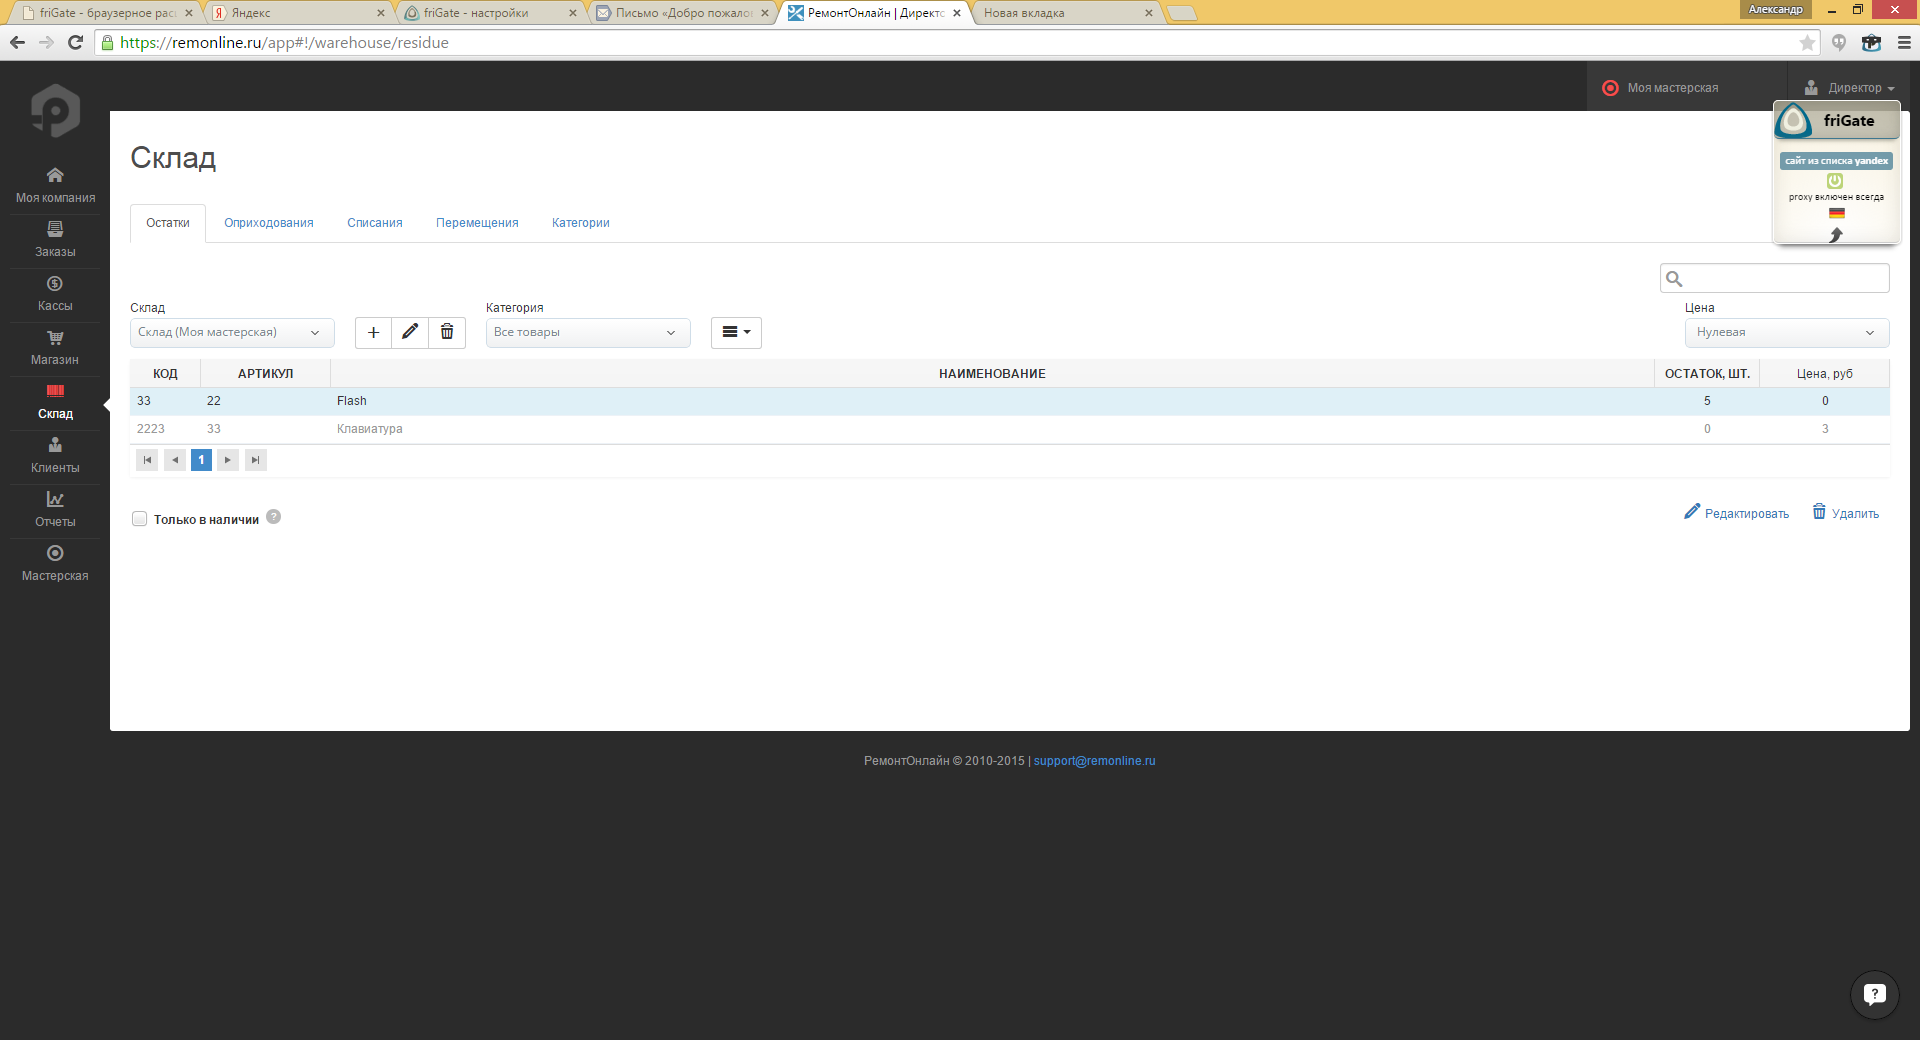 friGate - браузерное рас
Яндекс
friGate - настройки
Письмо «Добро пожалов
РемонтОнлайн | Директо
Новая вкладка
Александр
https://remonline.ru/app#!/warehouse/residue
Моя мастерская
Директор
friGate
сайт из списка yandex
proxy включен всегда
Моя компания
Заказы
Кассы
Магазин
Склад
Клиенты
Отчеты
Мастерская
Склад
Остатки
Оприходования
Списания
Перемещения
Категории
Склад
Склад (Моя мастерская)
Категория
Все товары
Цена
Нулевая
КОД АРТИКУЛ НАИМЕНОВАНИЕ ОСТАТОК, ШТ. Цена, руб
33 22 Flash 5 0
2223 33 Клавиатура 0 3
1
Только в наличии ?
Редактировать
Удалить
РемонтОнлайн © 2010-2015 | support@remonline.ru
?